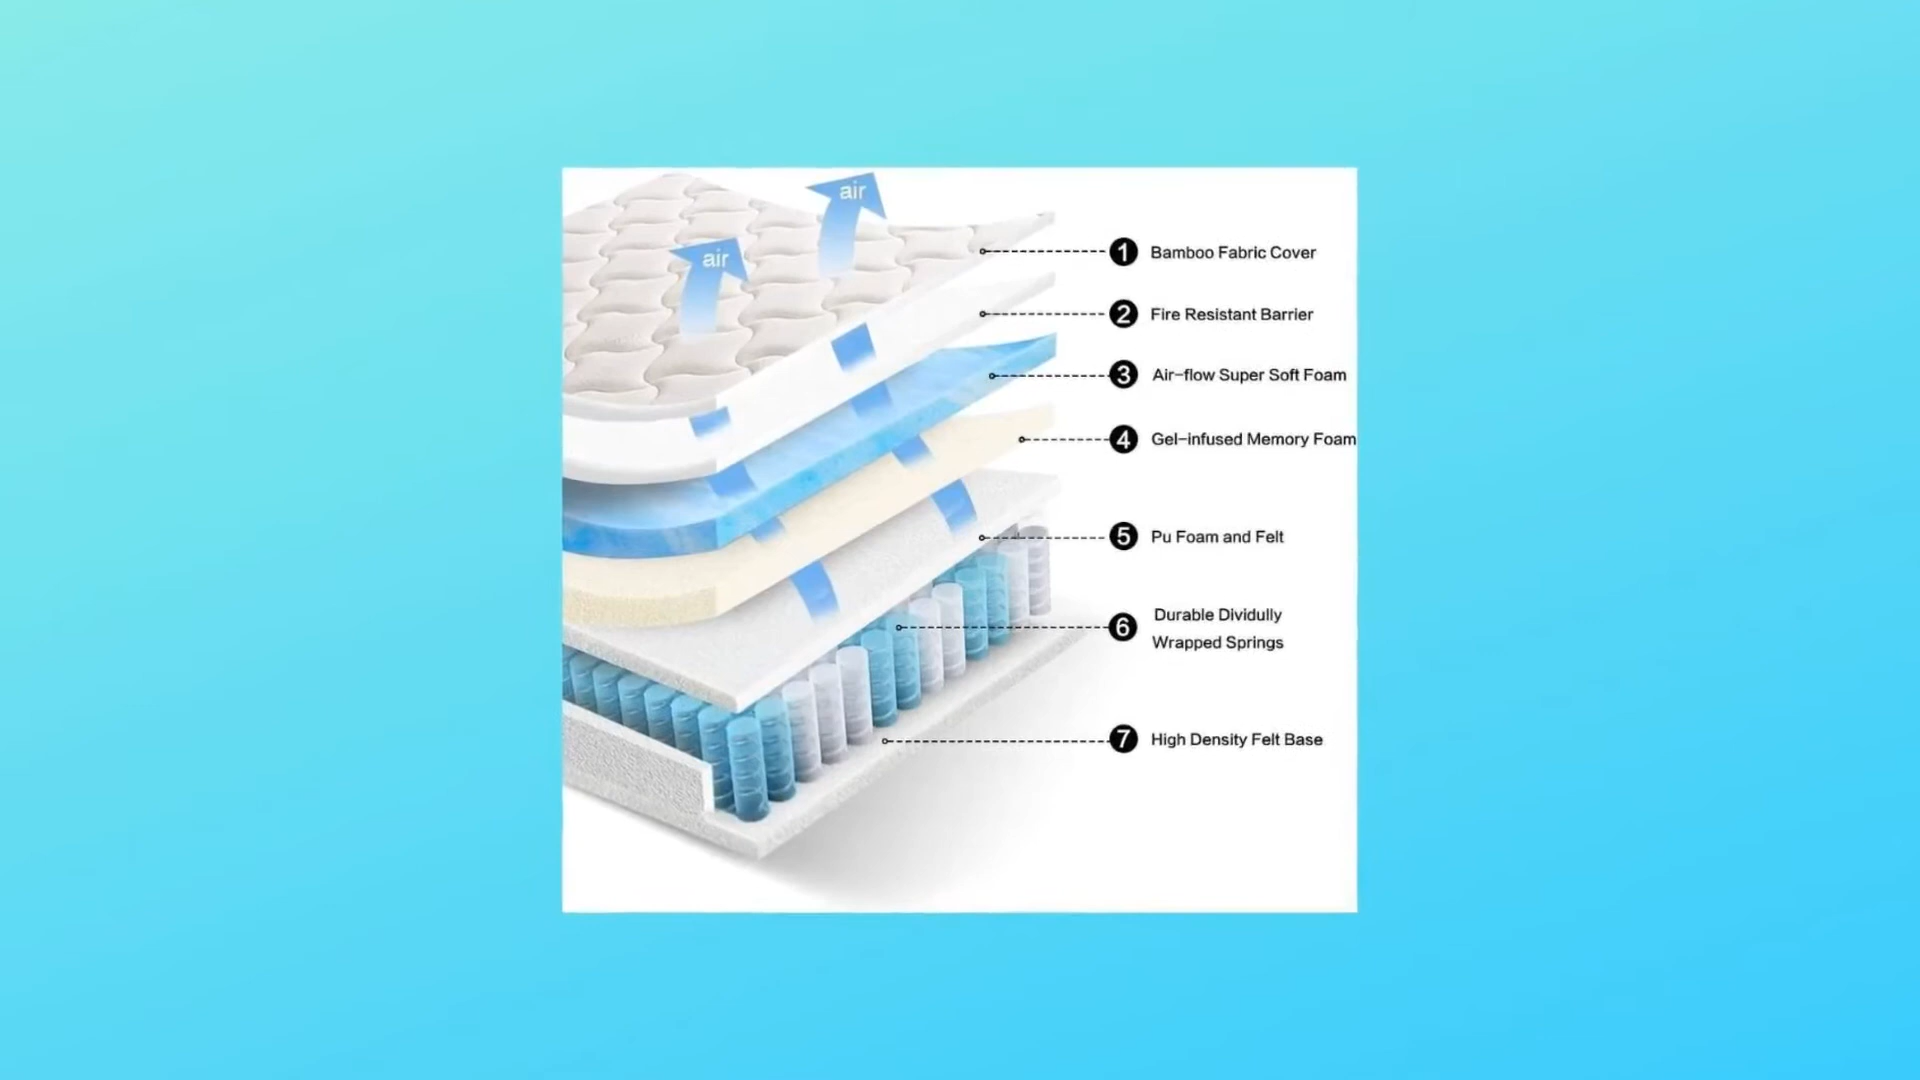 air
air
1 Bamboo Fabric Cover
2 Fire Resistant Barrier
3 Air-flow Super Soft Foam
4 Gel-infused Memory Foam
5 Pu Foam and Felt
6 Durable Dividully
Wrapped Springs
7 High Density Felt Base